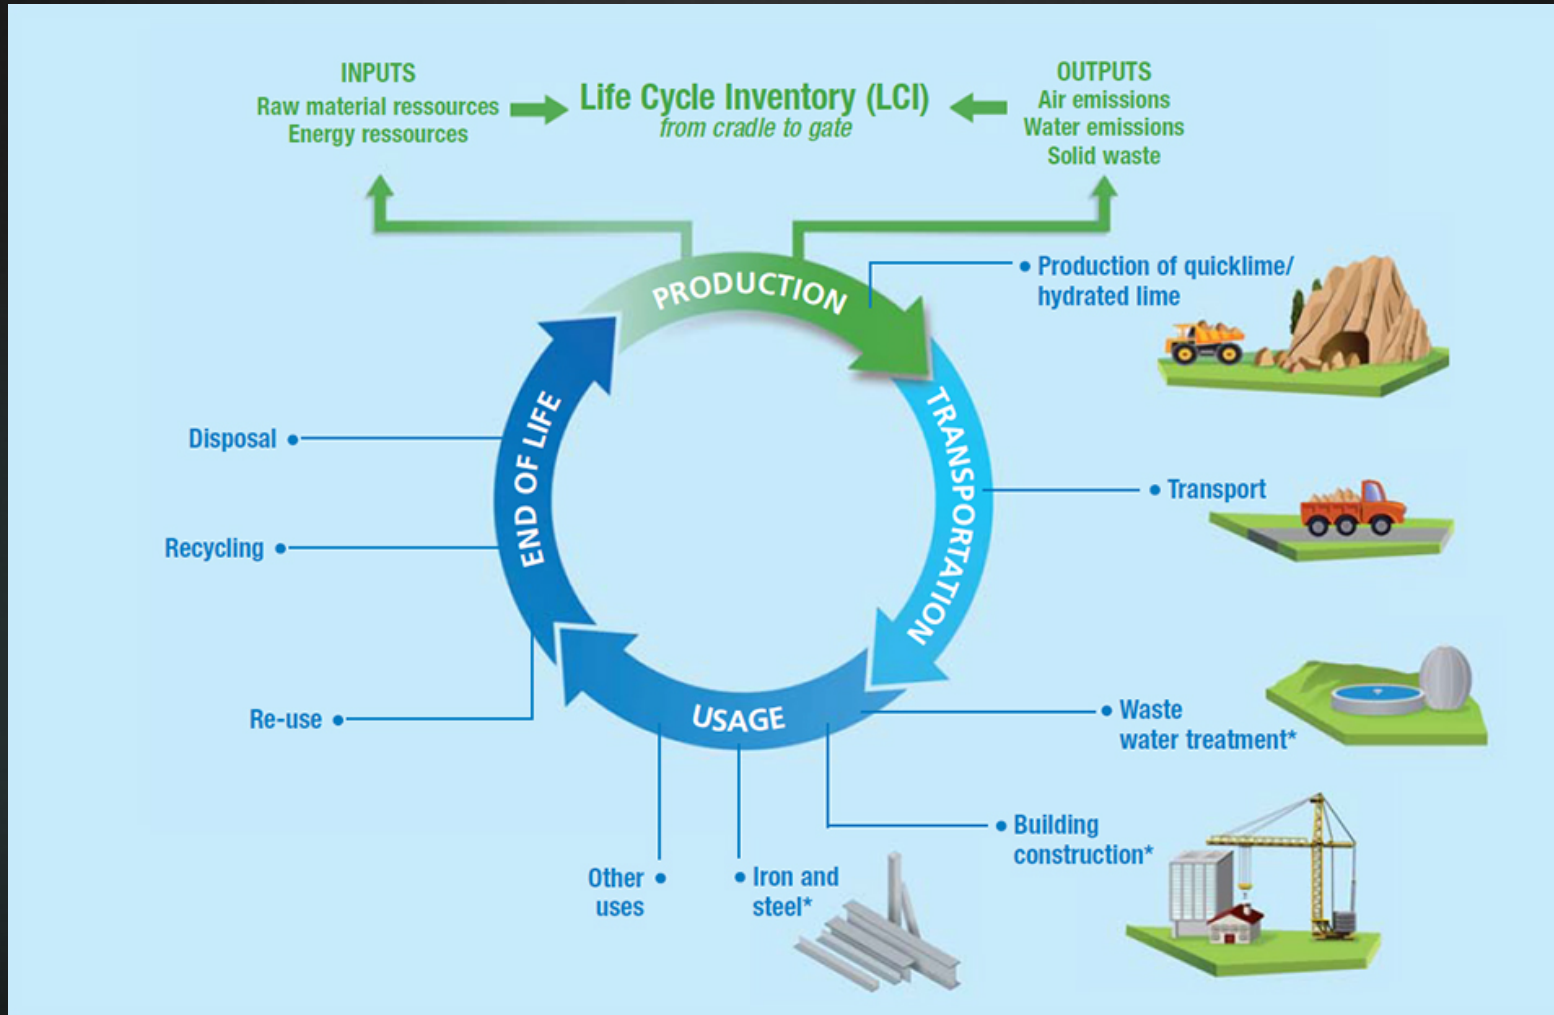 INPUTS
Raw material ressources
Energy ressources
Life Cycle Inventory (LCI)
from cradle to gate
OUTPUTS
Air emissions
Water emissions
Solid waste
PRODUCTION
• Production of quicklime/
hydrated lime
TRANSPORTATION
• Transport
USAGE
• Waste
water treatment*
• Building
construction*
• Iron and
steel*
Other •
uses
END OF LIFE
Disposal •
Recycling •
Re-use •